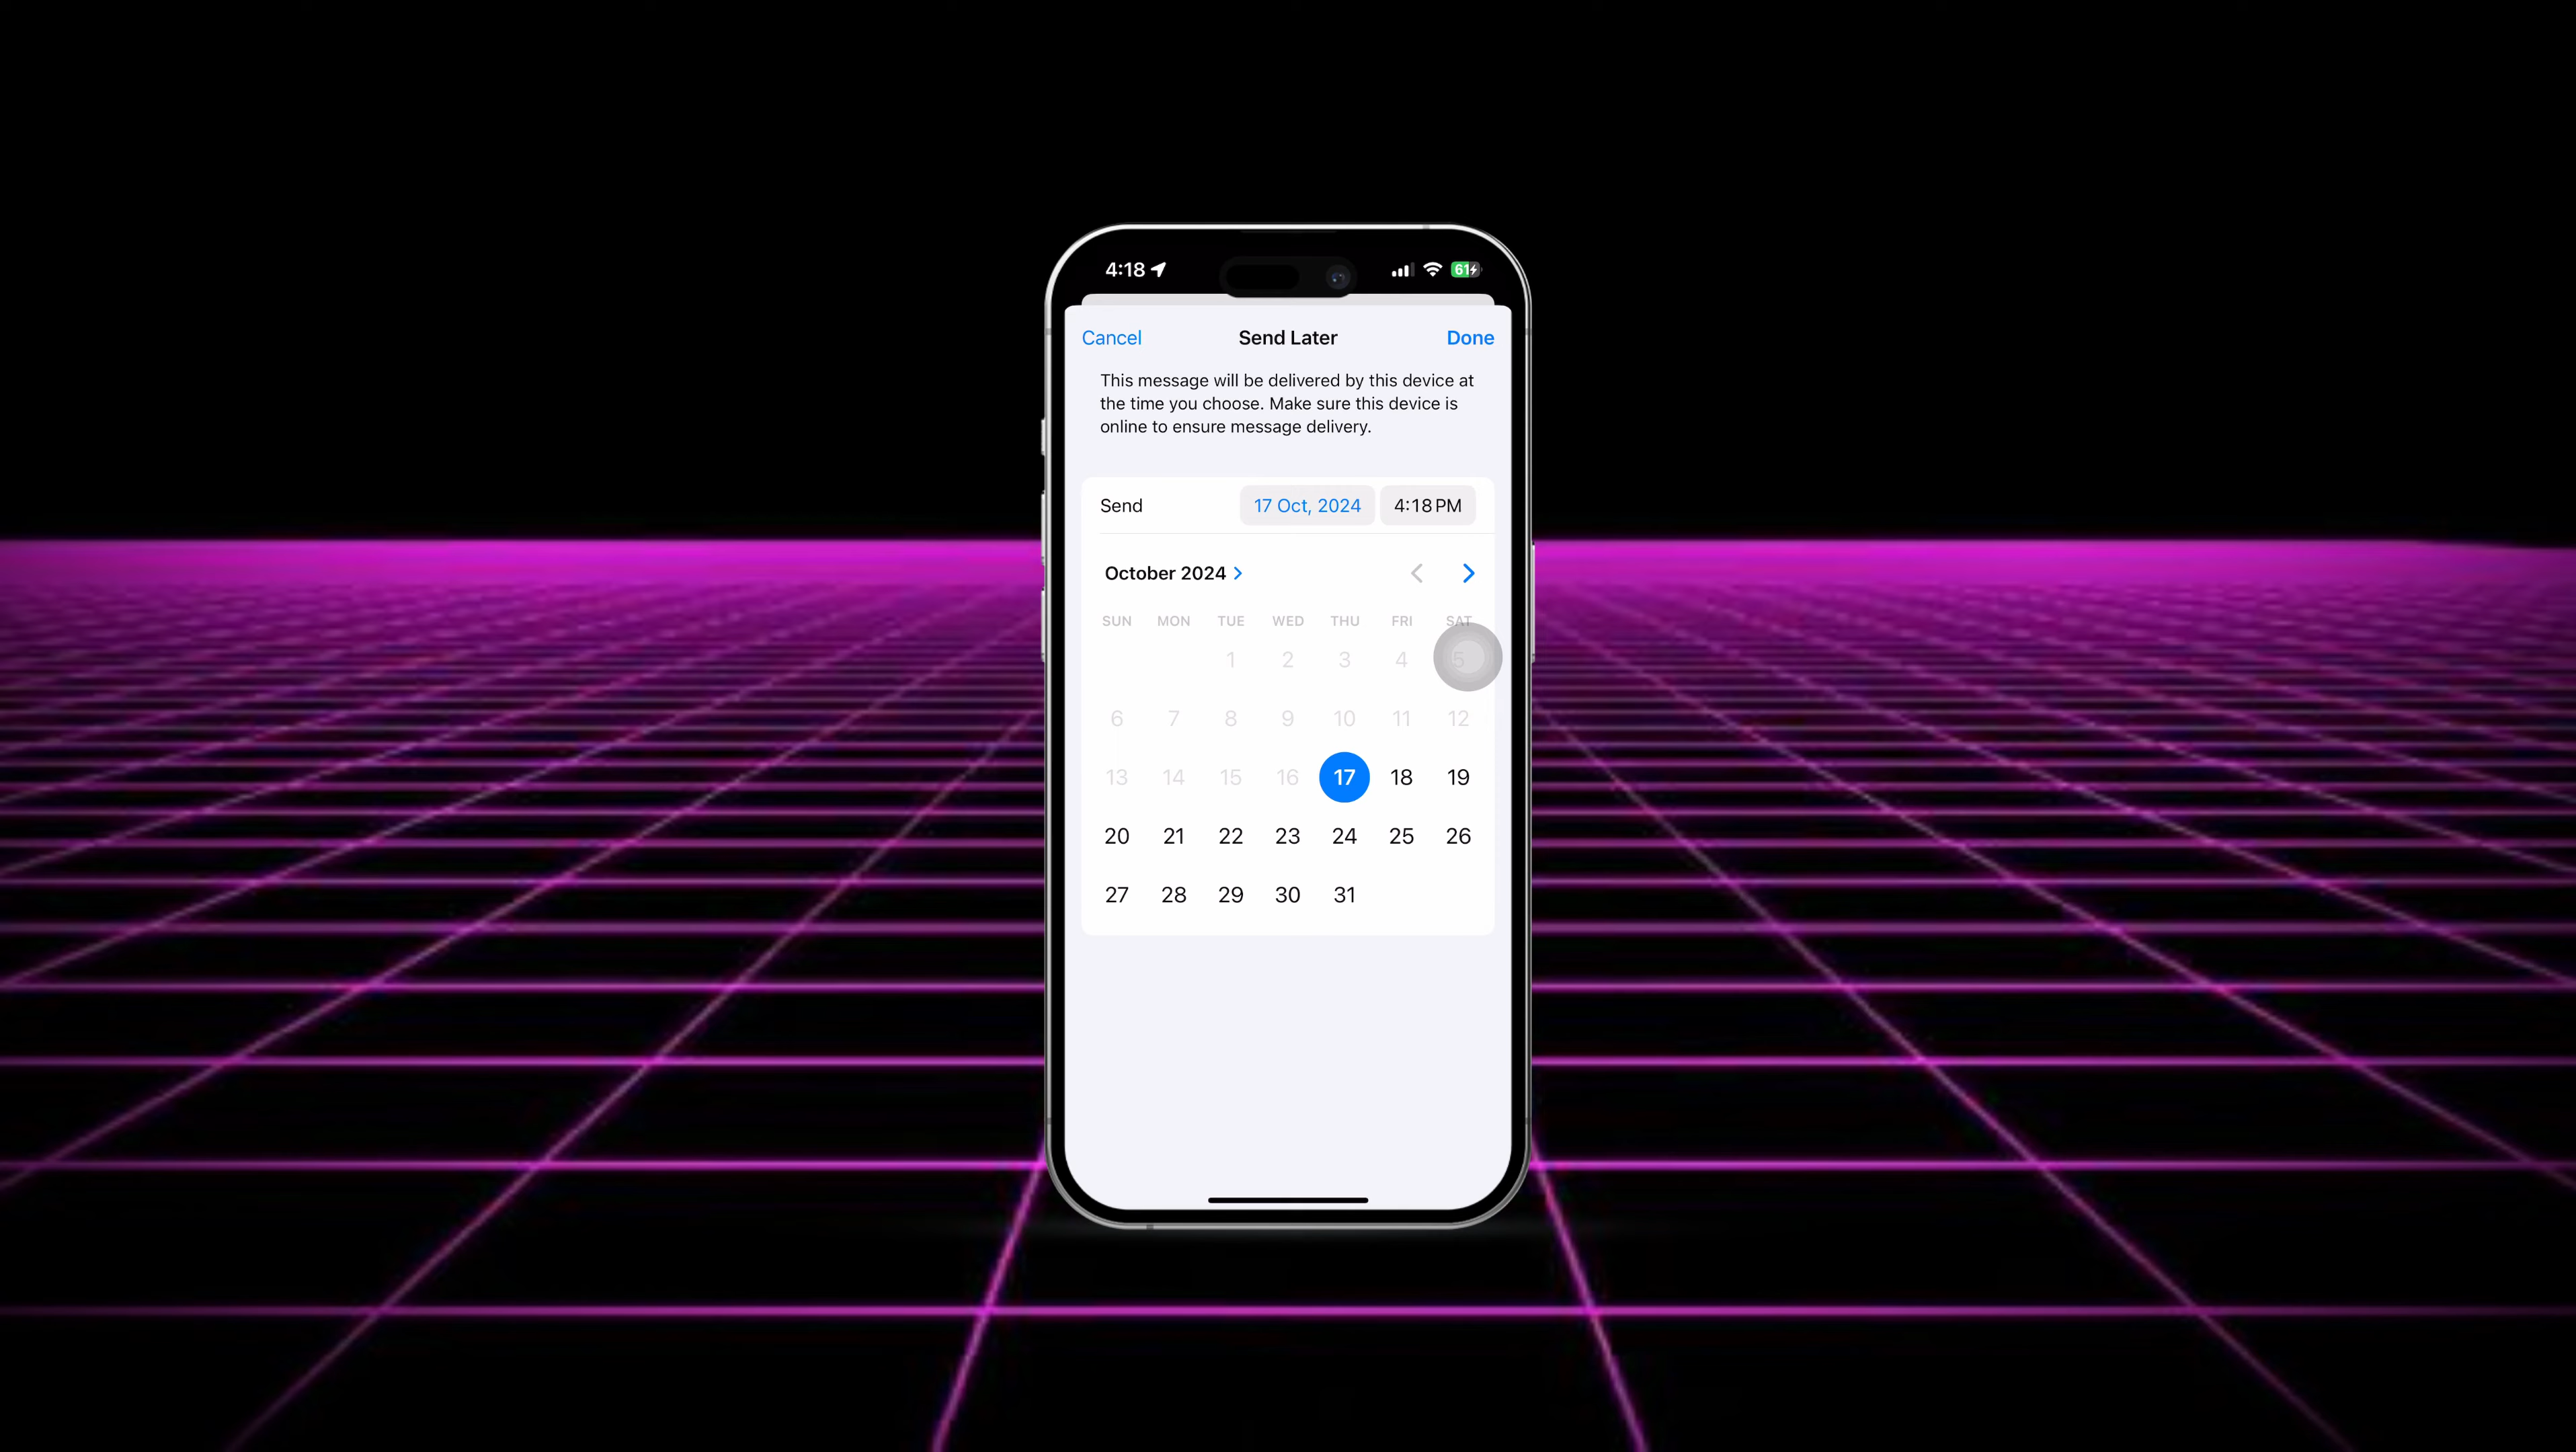 4:18 61
Cancel Send Later Done
This message will be delivered by this device at
the time you choose. Make sure this device is
online to ensure message delivery.
Send 17 Oct, 2024 4:18 PM
October 2024
SUN MON TUE WED THU FRI SAT
1 2 3 4 5
6 7 8 9 10 11 12
13 14 15 16 17 18 19
20 21 22 23 24 25 26
27 28 29 30 31